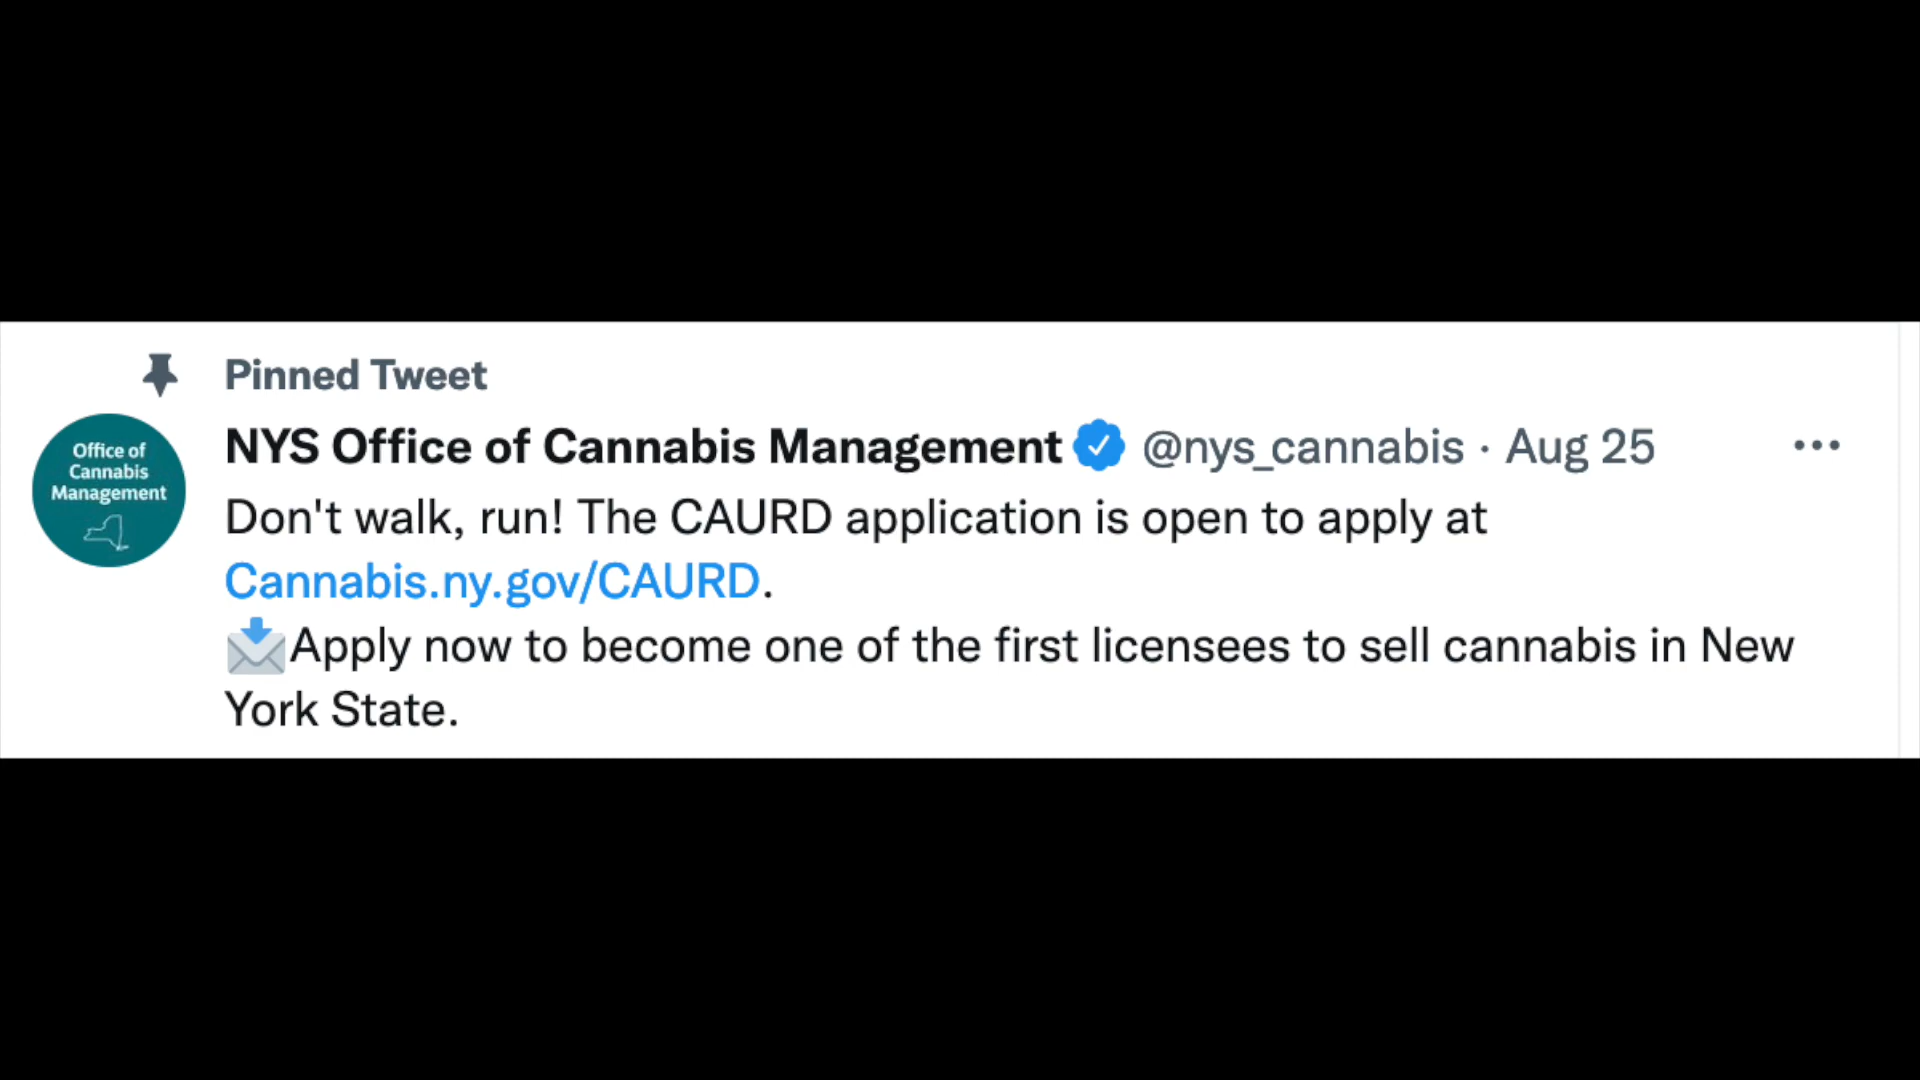 Pinned Tweet
Office of
Cannabis
Management
NYS Office of Cannabis Management @nys_cannabis · Aug 25
Don't walk, run! The CAURD application is open to apply at
Cannabis.ny.gov/CAURD.
📩Apply now to become one of the first licensees to sell cannabis in New
York State.